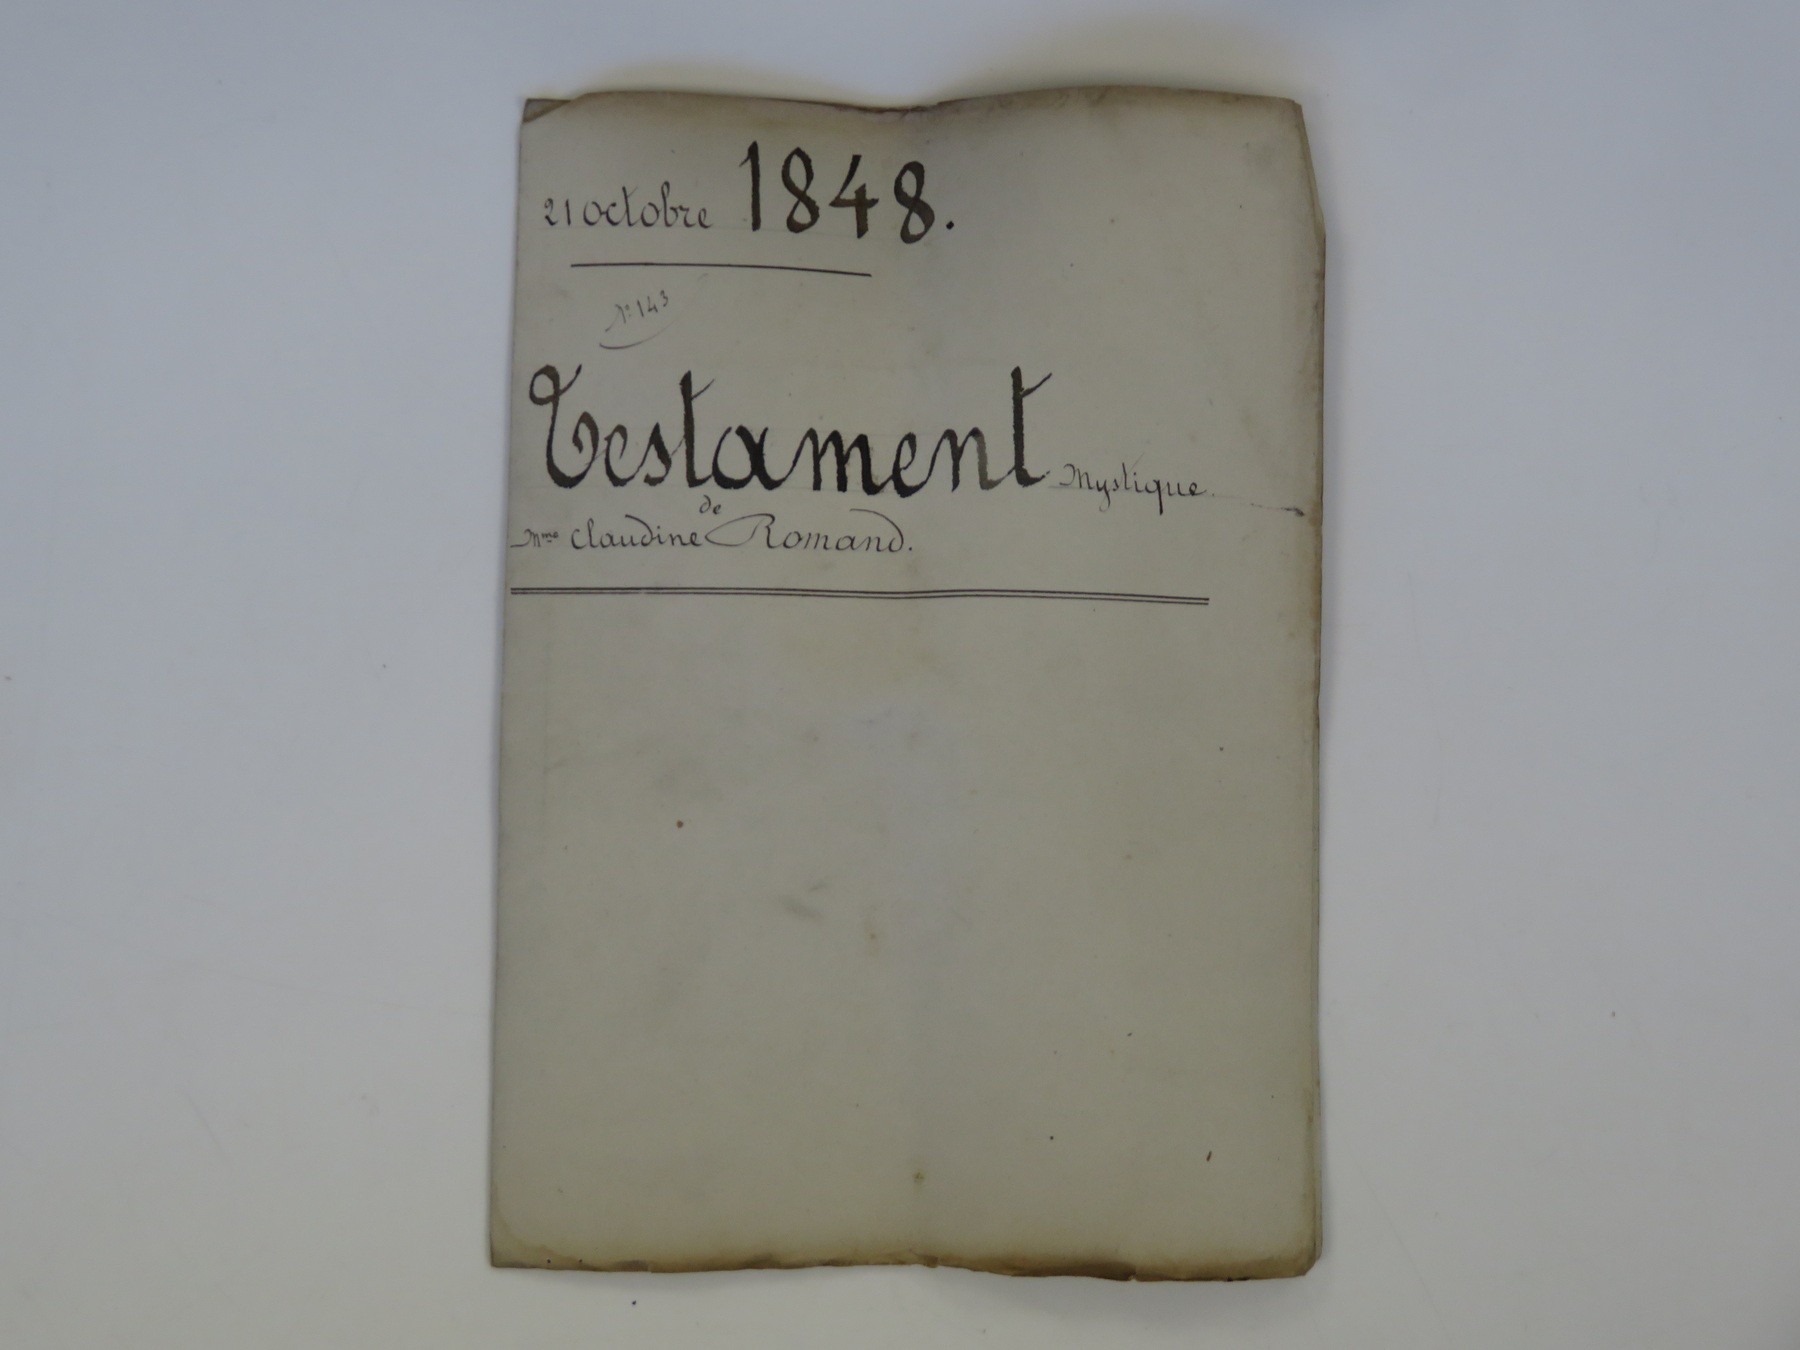 21 octobre 1848.
N° 143
Testament Mystique.
de
Mme Claudine Romand.